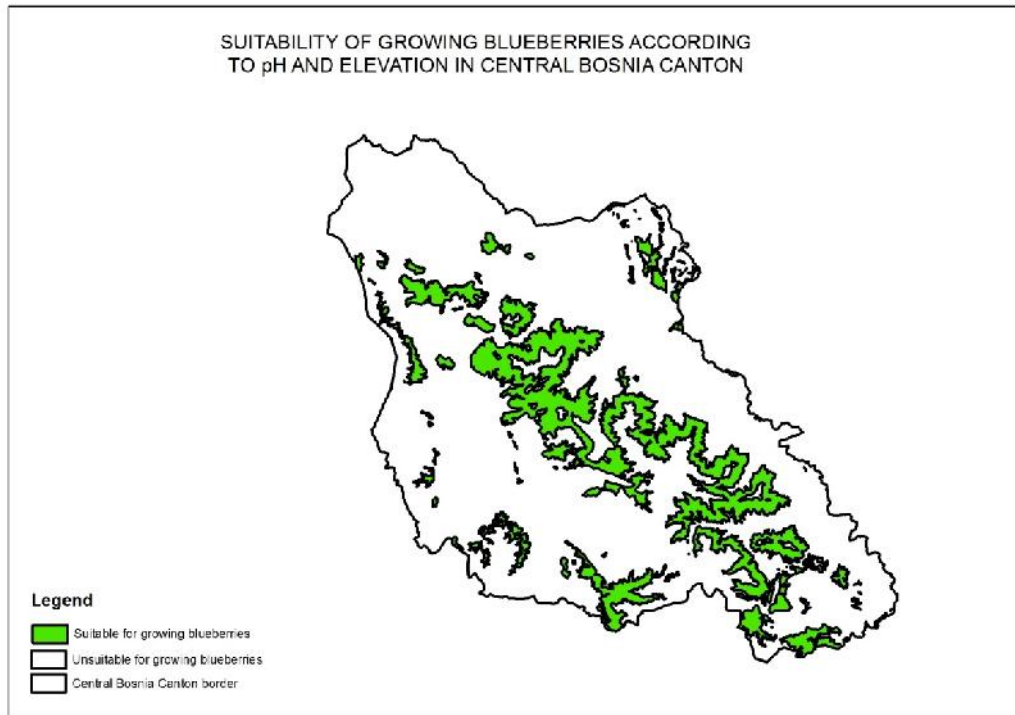 SUITABILITY OF GROWING BLUEBERRIES ACCORDING
TO pH AND ELEVATION IN CENTRAL BOSNIA CANTON
Legend
Suitable for growing blueberries
Unsuitable for growing blueberries
Central Bosnia Canton border